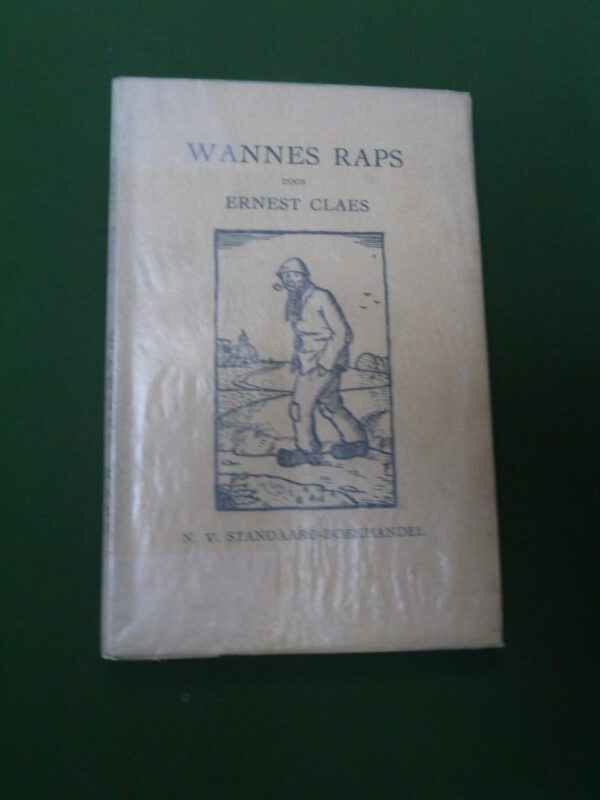 WANNES RAPS
DOOR
ERNEST CLAES
N. V. STANDAARD-BOEKHANDEL